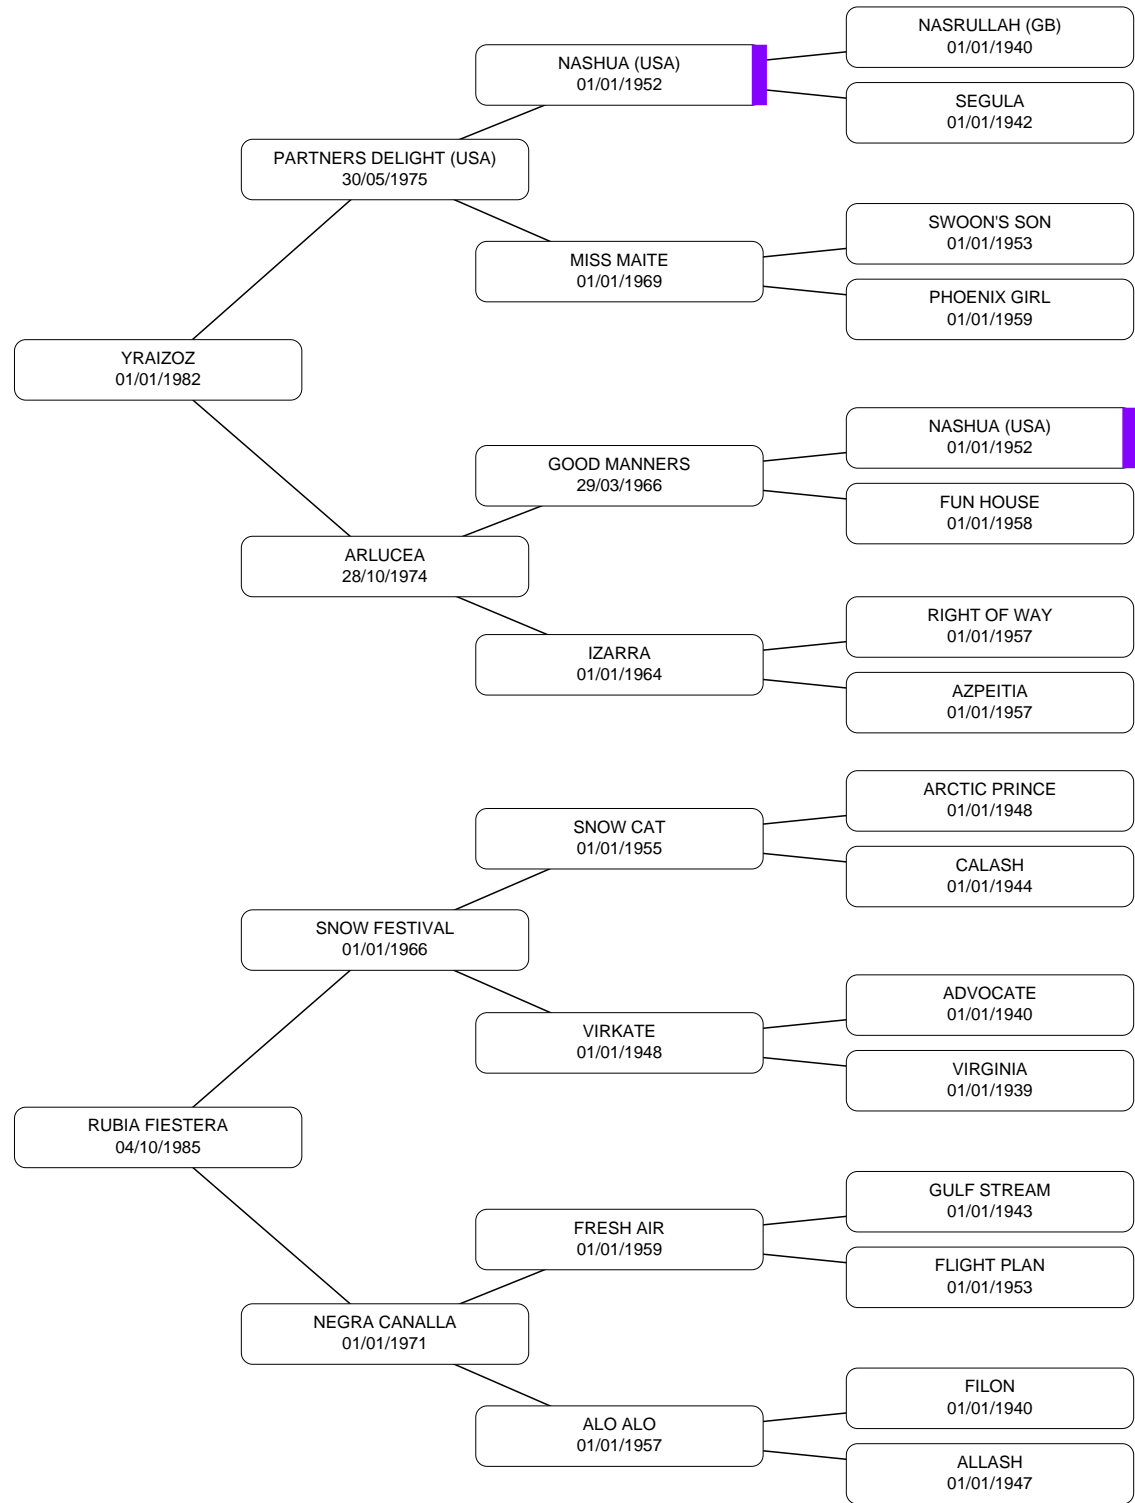 NASRULLAH (GB)
01/01/1940
NASHUA (USA)
01/01/1952
SEGULA
01/01/1942
PARTNERS DELIGHT (USA)
30/05/1975
SWOON'S SON
01/01/1953
MISS MAITE
01/01/1969
PHOENIX GIRL
01/01/1959
YRAIZOZ
01/01/1982
NASHUA (USA)
01/01/1952
GOOD MANNERS
29/03/1966
FUN HOUSE
01/01/1958
ARLUCEA
28/10/1974
RIGHT OF WAY
01/01/1957
IZARRA
01/01/1964
AZPEITIA
01/01/1957
ARCTIC PRINCE
01/01/1948
SNOW CAT
01/01/1955
CALASH
01/01/1944
SNOW FESTIVAL
01/01/1966
ADVOCATE
01/01/1940
VIRKATE
01/01/1948
VIRGINIA
01/01/1939
RUBIA FIESTERA
04/10/1985
GULF STREAM
01/01/1943
FRESH AIR
01/01/1959
FLIGHT PLAN
01/01/1953
NEGRA CANALLA
01/01/1971
FILON
01/01/1940
ALO ALO
01/01/1957
ALLASH
01/01/1947